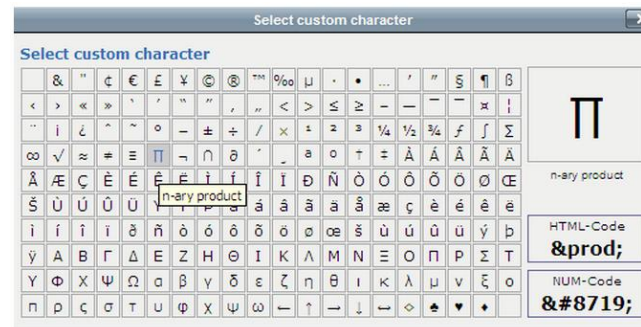 Select custom character
Select custom character
& " ¢ € £ ¥ © ® ™ ‰ µ · • … ′ ″ § ¶ ß
‹ › « » ‘ ’ “ ” ‚ „ < > ≤ ≥ – — ¯ ‾ ¤ ¦
¨ ¡ ¿ ˆ ˜ ° − ± ÷ ⁄ × ¹ ² ³ ¼ ½ ¾ ƒ ∫ ∑
∞ √ ≈ ≠ ≡ ∏ ¬ ∩ ∂ ´ ¸ ª º † ‡ À Á Â Ã Ä
Å Æ Ç È É Ê Ë Ì Í Î Ï Ð Ñ Ò Ó Ô Õ Ö Ø Œ
Š Ù Ú Û Ü á â ã ä å æ ç è é ê ë
ì í î ï ð ñ ò ó ô õ ö ø œ š ù ú û ü ý þ
ÿ Α Β Γ Δ Ε Ζ Η Θ Ι Κ Λ Μ Ν Ξ Ο Π Ρ Σ Τ
Υ Φ Χ Ψ Ω α β γ δ ε ζ η θ ι κ λ μ ν ξ ο
π ρ ς σ τ υ φ χ ψ ω ← ↑ → ↓ ↔ ◊ ♠ ♥ ♦
n-ary product
∏
n-ary product
HTML-Code
&prod;
NUM-Code
&#8719;